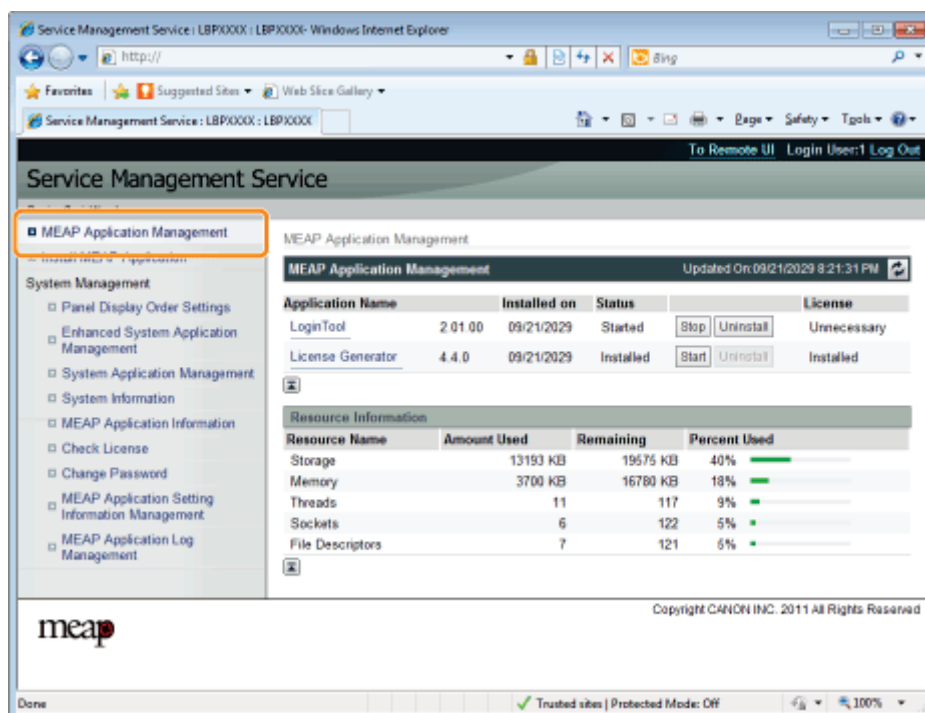 Service Management Service : LBPXXXX : LBPXXXX- Windows Internet Explorer
http://
Bing
Favorites Suggested Sites Web Slice Gallery
Service Management Service : LBPXXXX : LBPXXXX
Page Safety Tools
To Remote UI Login User:1 Log Out
Service Management Service
MEAP Application Management
Install MEAP Application
System Management
Panel Display Order Settings
Enhanced System Application
Management
System Application Management
System Information
MEAP Application Information
Check License
Change Password
MEAP Application Setting
Information Management
MEAP Application Log
Management
MEAP Application Management
MEAP Application Management Updated On:09/21/2029 8:21:31 PM
Application Name Installed on Status License
LoginTool 2.01.00 09/21/2029 Started Stop Uninstall Unnecessary
License Generator 4.4.0 09/21/2029 Installed Start Uninstall Installed
Resource Information
Resource Name Amount Used Remaining Percent Used
Storage 13193 KB 19575 KB 40%
Memory 3700 KB 16780 KB 18%
Threads 11 117 9%
Sockets 6 122 5%
File Descriptors 7 121 6%
Copyright CANON INC. 2011 All Rights Reserved
meap
Done Trusted sites | Protected Mode: Off 100%